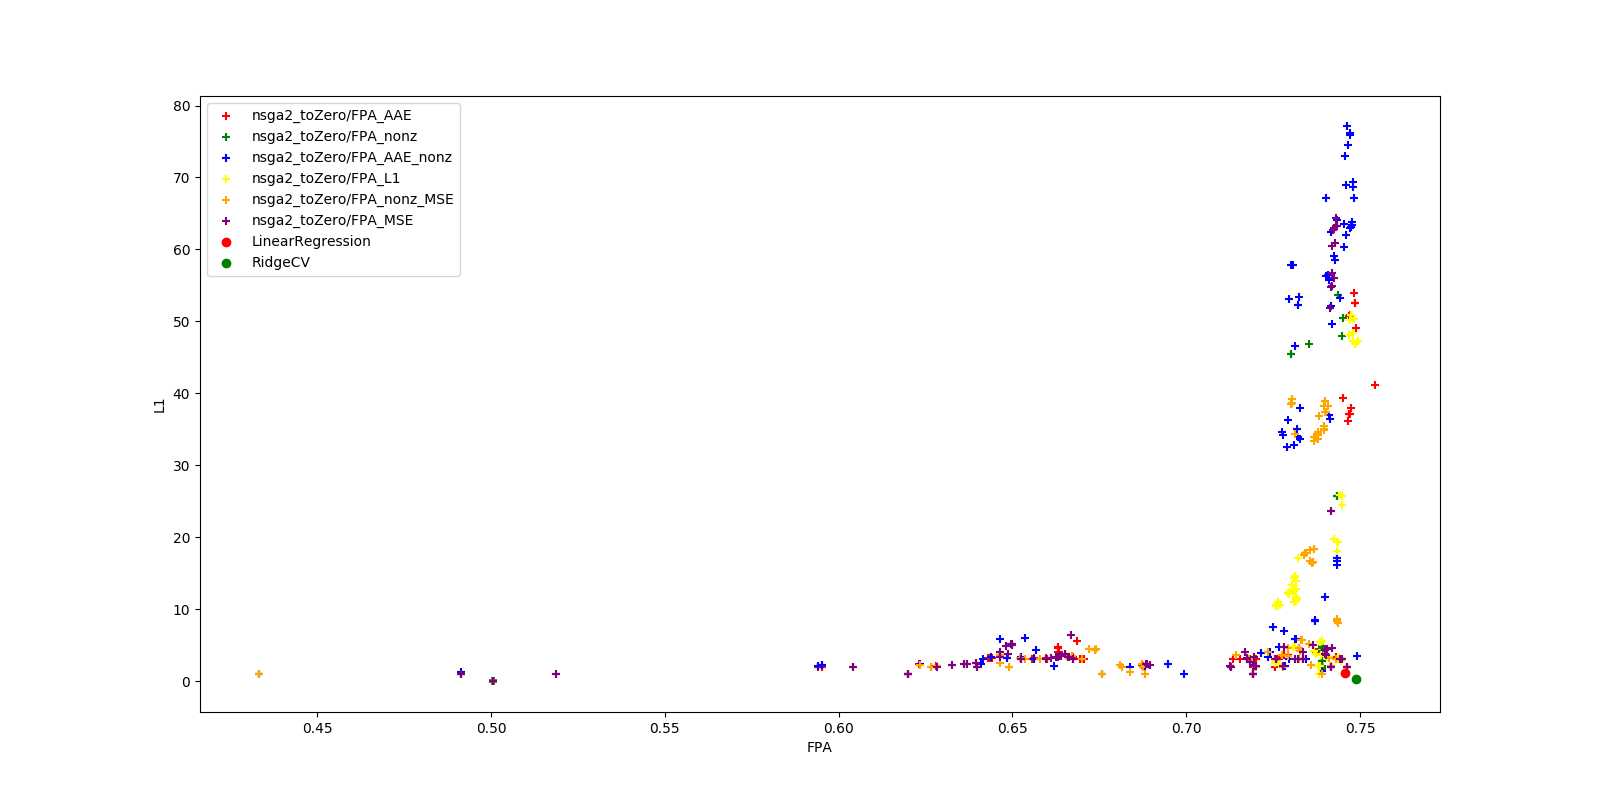 80
70
60
50
40
30
20
10
0
L1
nsga2_toZero/FPA_AAE
nsga2_toZero/FPA_nonz
nsga2_toZero/FPA_AAE_nonz
nsga2_toZero/FPA_L1
nsga2_toZero/FPA_nonz_MSE
nsga2_toZero/FPA_MSE
LinearRegression
RidgeCV
0.45 0.50 0.55 0.60 0.65 0.70 0.75
FPA